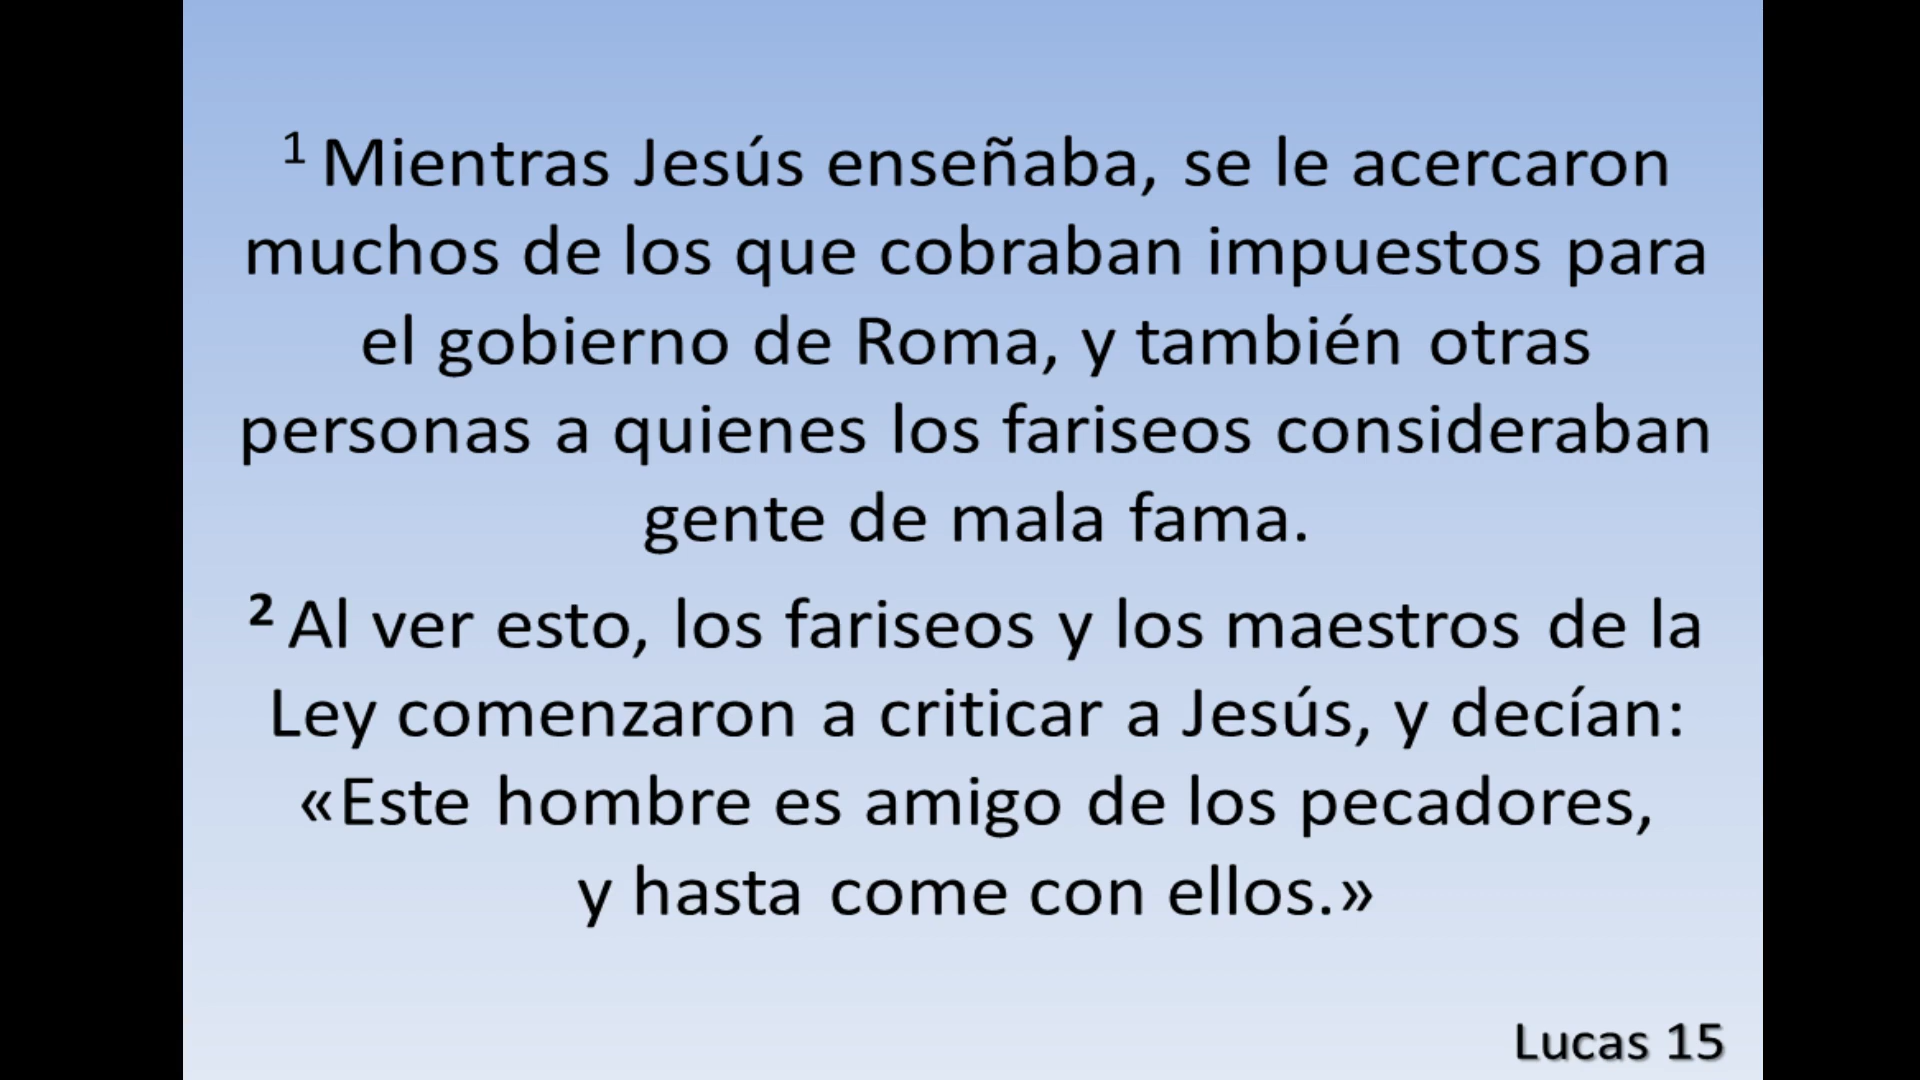 1 Mientras Jesús enseñaba, se le acercaron
muchos de los que cobraban impuestos para
el gobierno de Roma, y también otras
personas a quienes los fariseos consideraban
gente de mala fama.
2 Al ver esto, los fariseos y los maestros de la
Ley comenzaron a criticar a Jesús, y decían:
«Este hombre es amigo de los pecadores,
y hasta come con ellos.»
Lucas 15